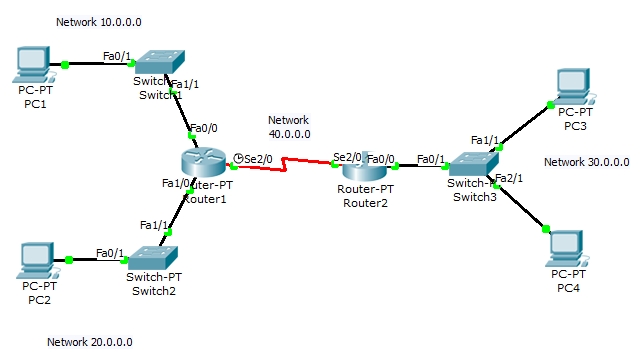 Network 10.0.0.0
Fa0/1
PC-PT
PC1
Switch1
Fa1/1
Fa0/0
Network
40.0.0.0
Se2/0
Fa1/0
Router1
Fa1/1
Fa0/1
PC-PT
PC2
Switch-PT
Switch2
Network 20.0.0.0
Se2/0
Fa0/0
Fa0/1
Router-PT
Router2
Fa1/1
Fa2/1
Switch3
PC-PT
PC3
Network 30.0.0.0
PC-PT
PC4